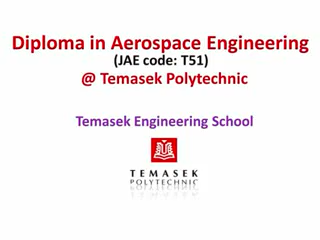 Diploma in Aerospace Engineering
(JAE code: T51)
@ Temasek Polytechnic
Temasek Engineering School
TEMASEK
POLYTECHNIC